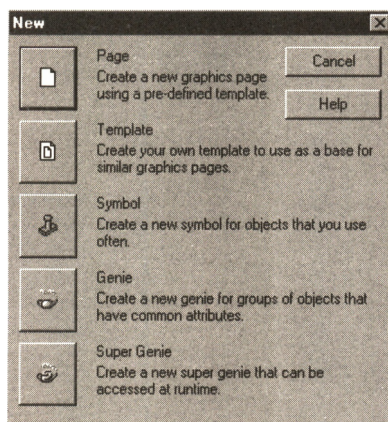 New
Page
Create a new graphics page
using a pre-defined template.
Cancel
Help
Template
Create your own template to use as a base for
similar graphics pages.
Symbol
Create a new symbol for objects that you use
often.
Genie
Create a new genie for groups of objects that
have common attributes.
Super Genie
Create a new super genie that can be
accessed at runtime.